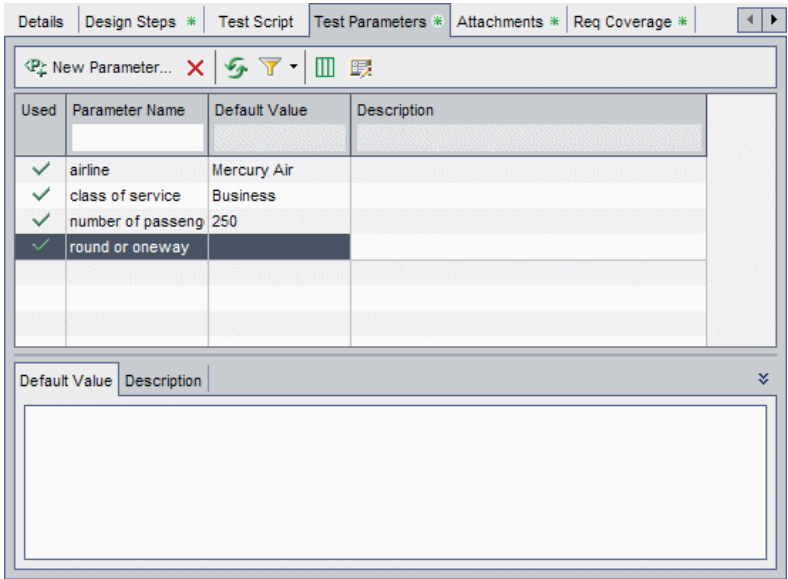 Details Design Steps * Test Script Test Parameters * Attachments * Req Coverage *
New Parameter...
Used Parameter Name Default Value Description
airline Mercury Air
class of service Business
number of passeng 250
round or oneway
Default Value Description